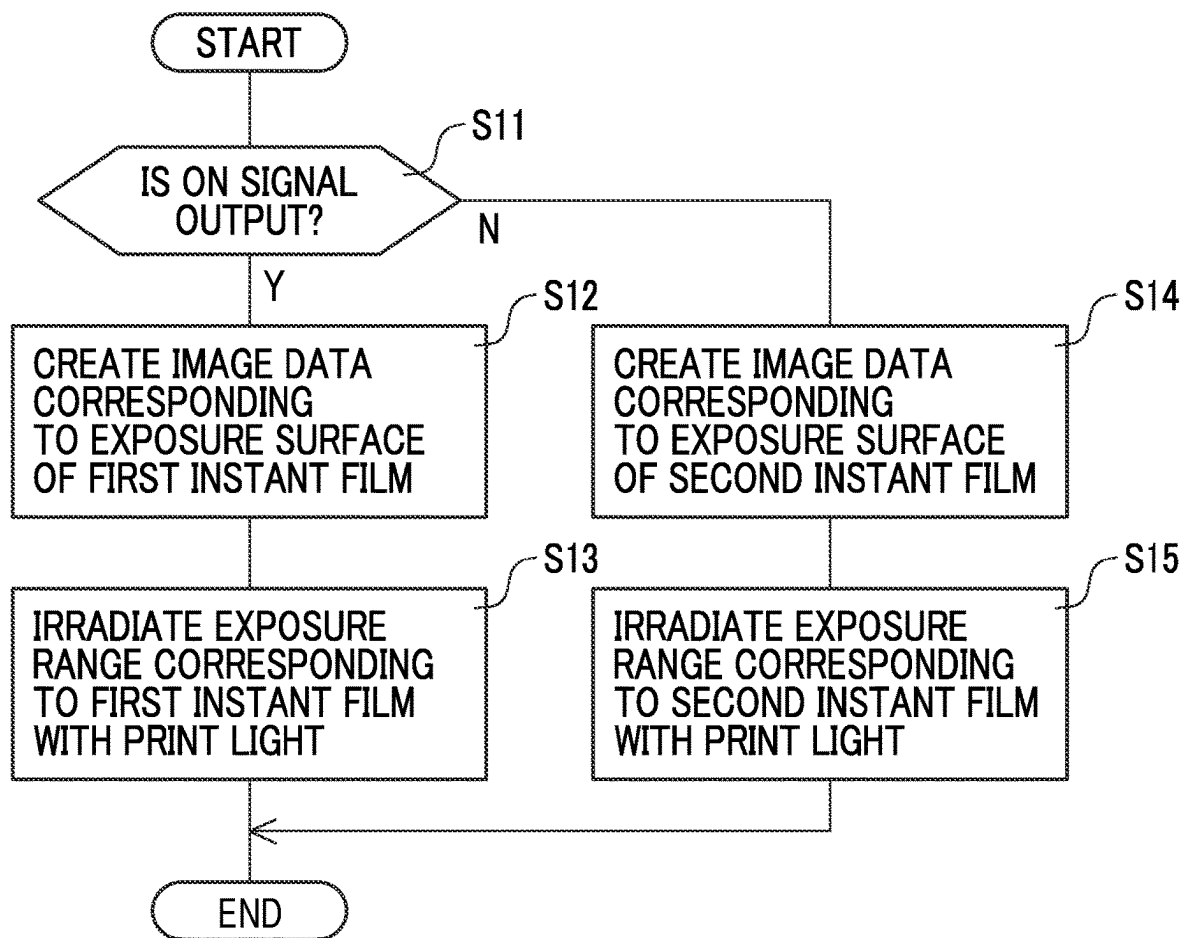 START
S11
IS ON SIGNAL
OUTPUT?
N
Y
S12
CREATE IMAGE DATA
CORRESPONDING
TO EXPOSURE SURFACE
OF FIRST INSTANT FILM
S14
CREATE IMAGE DATA
CORRESPONDING
TO EXPOSURE SURFACE
OF SECOND INSTANT FILM
S13
IRRADIATE EXPOSURE
RANGE CORRESPONDING
TO FIRST INSTANT FILM
WITH PRINT LIGHT
S15
IRRADIATE EXPOSURE
RANGE CORRESPONDING
TO SECOND INSTANT FILM
WITH PRINT LIGHT
END